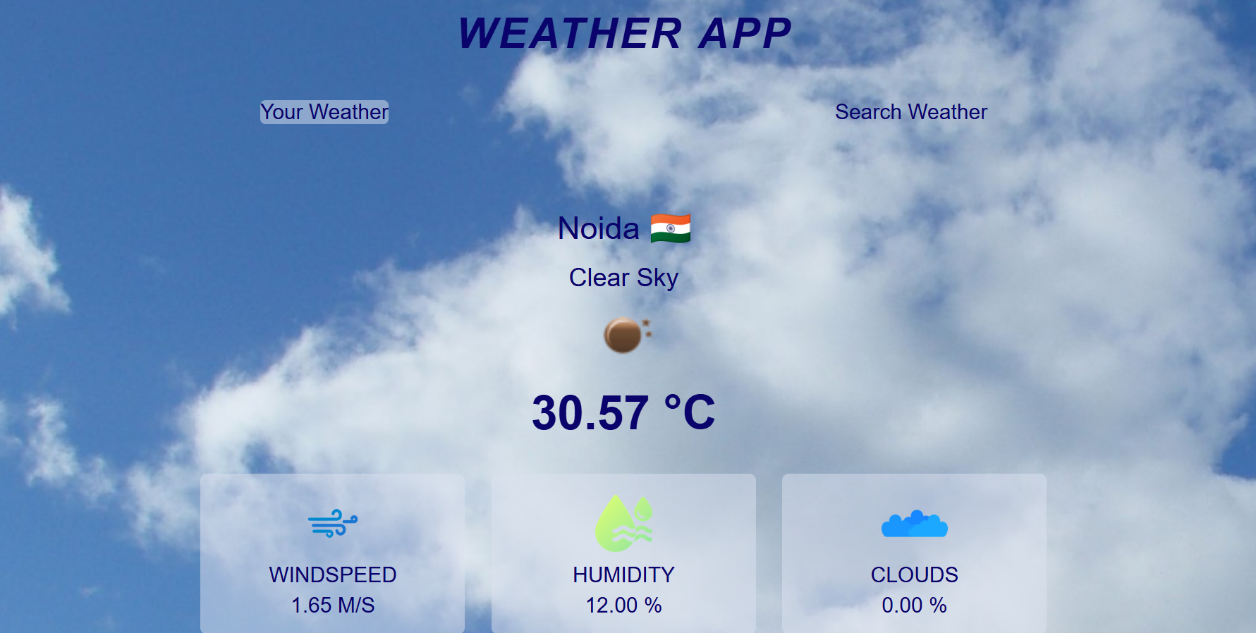 WEATHER APP
Your Weather
Search Weather
Noida
Clear Sky
30.57 °C
WINDSPEED
1.65 M/S
HUMIDITY
12.00 %
CLOUDS
0.00 %